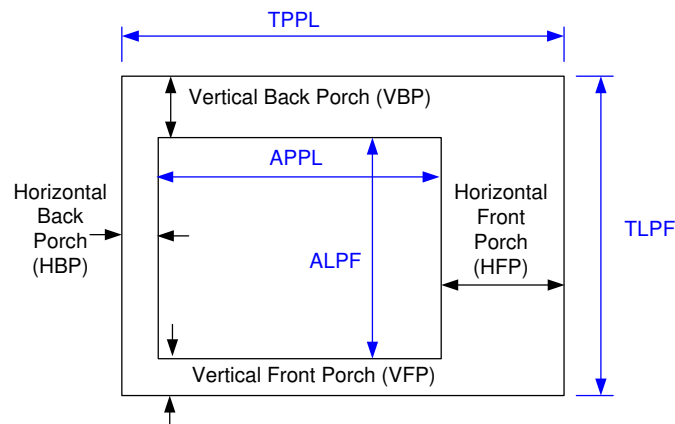 TPPL
Vertical Back Porch (VBP)
APPL
Horizontal
Back
Porch
(HBP)
Horizontal
Front
Porch
(HFP)
TLPF
ALPF
Vertical Front Porch (VFP)